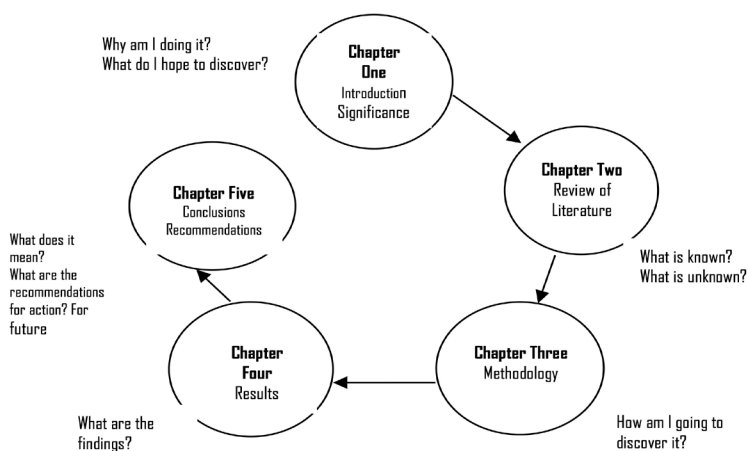 Why am I doing it?
What do I hope to discover?
Chapter
One
Introduction
Significance
Chapter Two
Review of
Literature
What is known?
What is unknown?
Chapter Three
Methodology
How am I going to
discover it?
Chapter
Four
Results
What are the
findings?
Chapter Five
Conclusions
Recommendations
What does it
mean?
What are the
recommendations
for action? For
future